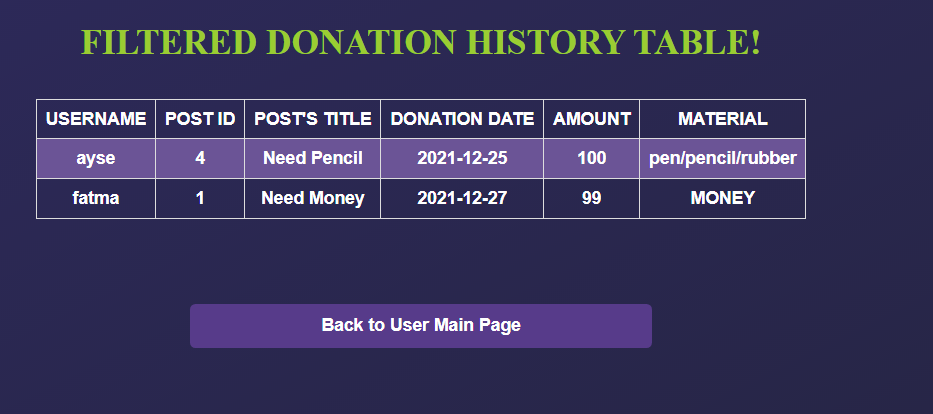 FILTERED DONATION HISTORY TABLE!
USERNAME POST ID POST'S TITLE DONATION DATE AMOUNT MATERIAL
ayse 4 Need Pencil 2021-12-25 100 pen/pencil/rubber
fatma 1 Need Money 2021-12-27 99 MONEY
Back to User Main Page